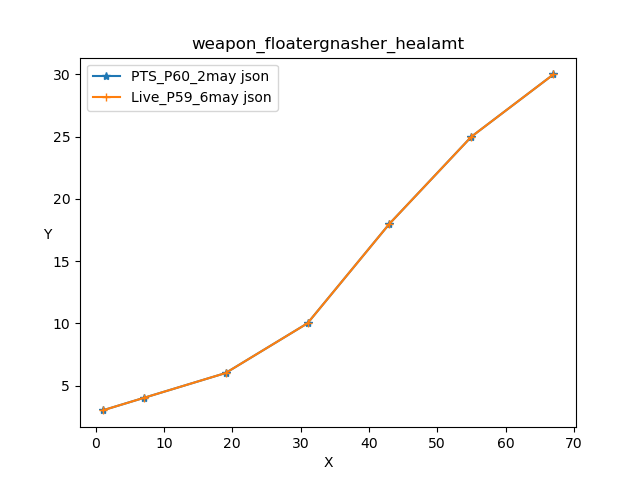 weapon_floatergnasher_healamt
PTS_P60_2may json
Live_P59_6may json
30
25
20
15
10
5
Y
0 10 20 30 40 50 60 70
X